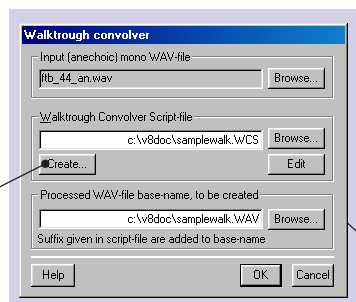 Walktrough convolver
Input (anechoic) mono WAV-file
ftb_44_an.wav
Browse...
Walktrough Convolver Script-file
c:\v8doc\samplewalk.WCS
Browse...
Create...
Edit
Processed WAV-file base-name, to be created
c:\v8doc\samplewalk.WAV
Browse...
Suffix given in script-file are added to base-name
Help
OK
Cancel